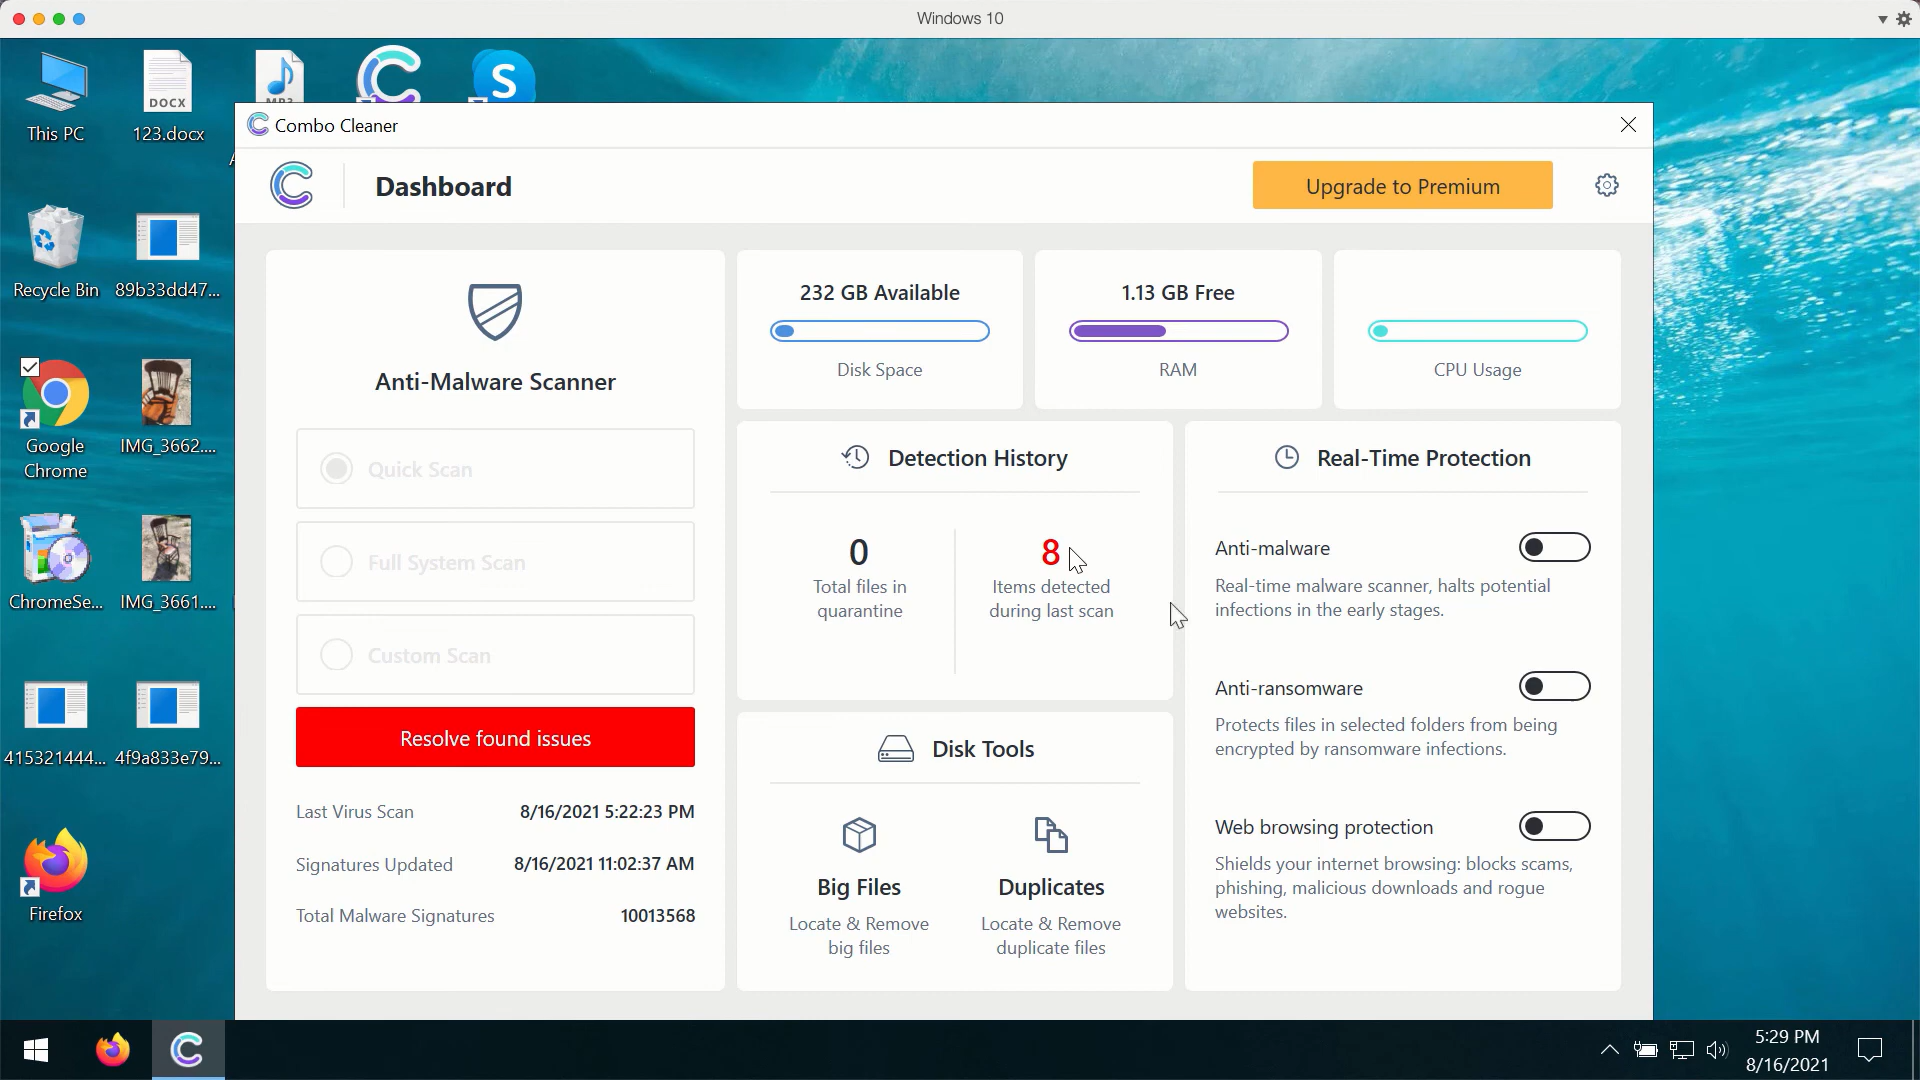 Windows 10
This PC
DOCX
123.docx
MP3
S
Recycle Bin
89b33dd47...
Google
Chrome
IMG_3662....
ChromeSe...
IMG_3661....
415321444...
4f9a833e79...
Firefox
Combo Cleaner
Dashboard
Upgrade to Premium
Anti-Malware Scanner
Quick Scan
Full System Scan
Custom Scan
Resolve found issues
Last Virus Scan 8/16/2021 5:22:23 PM
Signatures Updated 8/16/2021 11:02:37 AM
Total Malware Signatures 10013568
232 GB Available
Disk Space
1.13 GB Free
RAM
CPU Usage
Detection History
0
Total files in
quarantine
8
Items detected
during last scan
Disk Tools
Big Files
Locate & Remove
big files
Duplicates
Locate & Remove
duplicate files
Real-Time Protection
Anti-malware
Real-time malware scanner, halts potential
infections in the early stages.
Anti-ransomware
Protects files in selected folders from being
encrypted by ransomware infections.
Web browsing protection
Shields your internet browsing: blocks scams,
phishing, malicious downloads and rogue
websites.
5:29 PM
8/16/2021